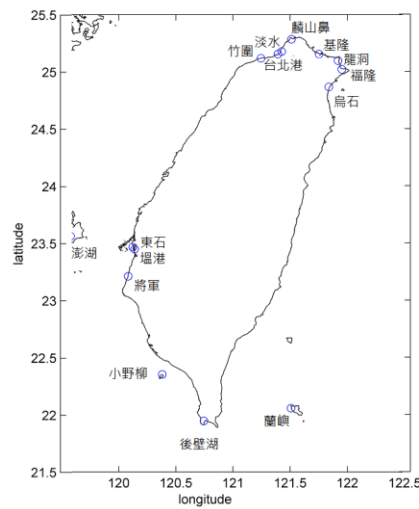 25.5
25
24.5
24
23.5
23
22.5
22
21.5
latitude
麟山鼻
淡水
基隆
竹圍
龍洞
台北港
福隆
烏石
東石
澎湖
塭港
將軍
小野柳
蘭嶼
後壁湖
120
120.5
121
121.5
122
122.5
longitude